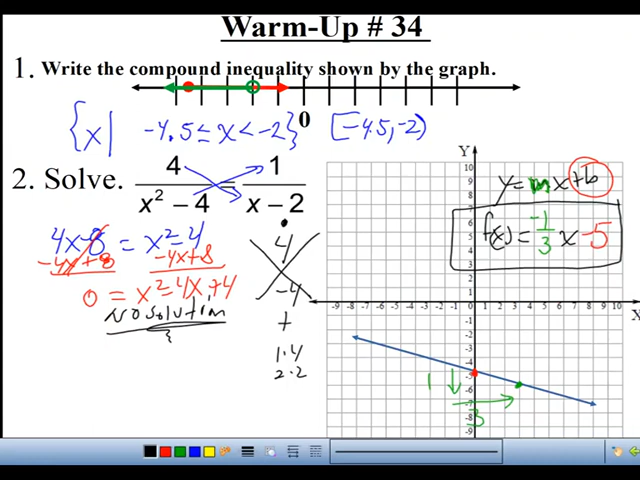 Warm-Up # 34
1. Write the compound inequality shown by the graph.
0
{x| -4.5 ≤ x < -2} [-4.5,-2)
2. Solve. 4/(x² - 4) = 1/(x - 2)
4x-8 = x²-4
-4x+8 -4x+8
0 = x²-4x+4
No solution
4
-4
+
1·4
2·2
Y
y = mx+b
f(x) = -1/3 x -5
10
9
8
7
6
5
4
3
2
1
-9 -8 -7 -6 -5 -4 -3 -2 -1 0 1 2 3 4 5 6 7 8 9 10
X
-1
-2
-3
-4
-5
-6
-7
-8
-9
1
3